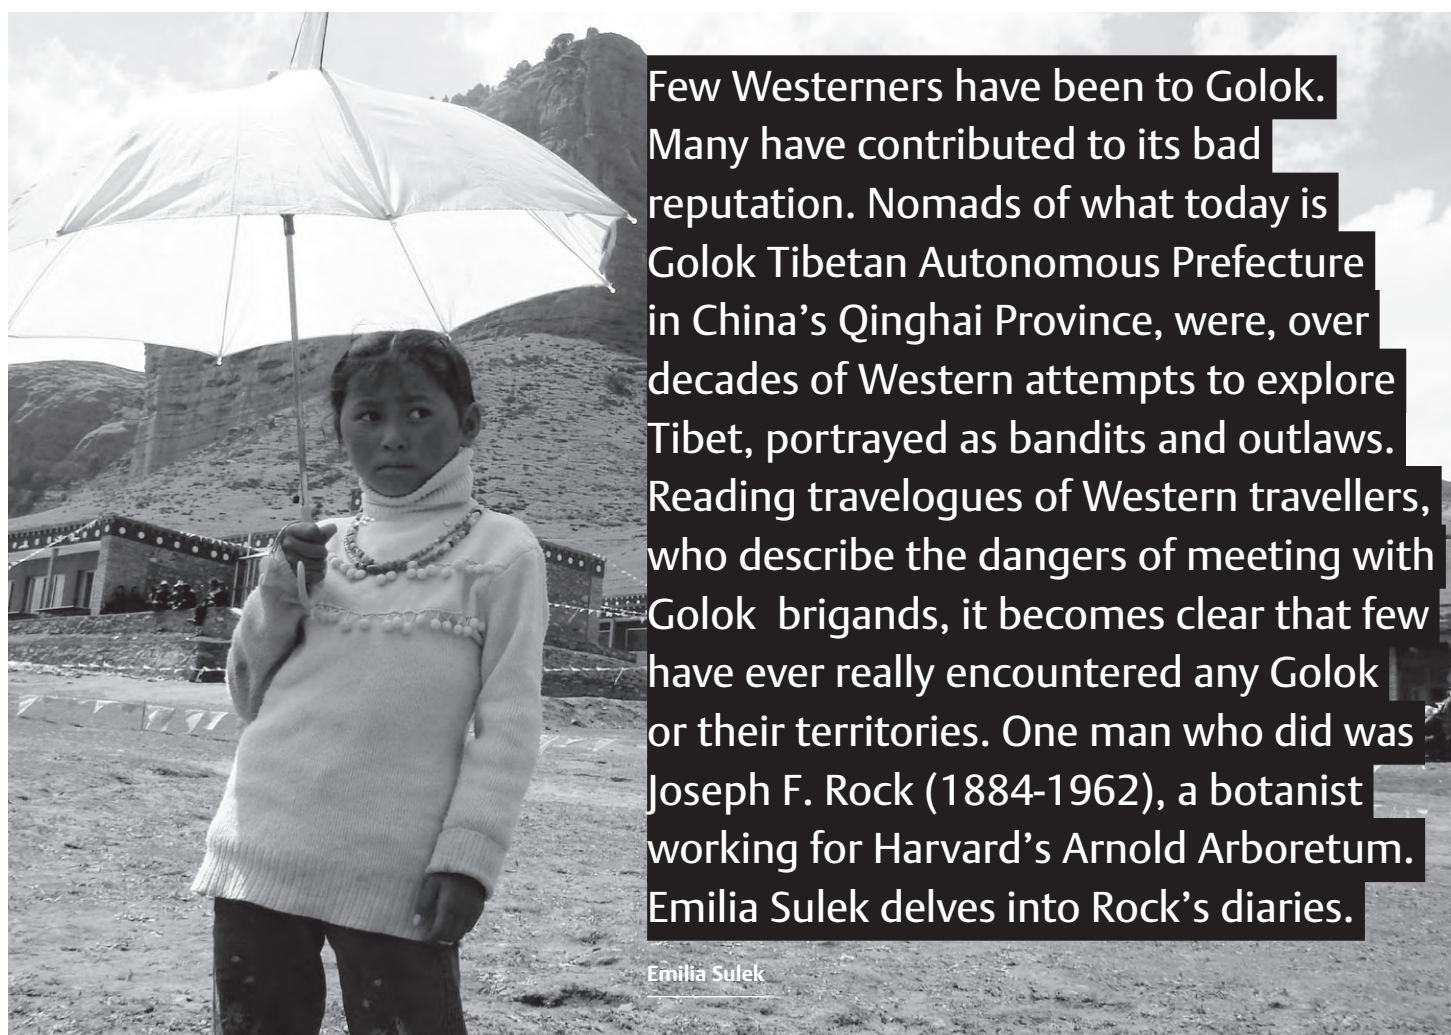 Few Westerners have been to Golok.
Many have contributed to its bad
reputation. Nomads of what today is
Golok Tibetan Autonomous Prefecture
in China’s Qinghai Province, were, over
decades of Western attempts to explore
Tibet, portrayed as bandits and outlaws.
Reading travelogues of Western travellers,
who describe the dangers of meeting with
Golok  brigands, it becomes clear that few
have ever really encountered any Golok
or their territories. One man who did was
Joseph F. Rock (1884-1962), a botanist
working for Harvard’s Arnold Arboretum.
Emilia Sulek delves into Rock’s diaries.
Emilia Sulek